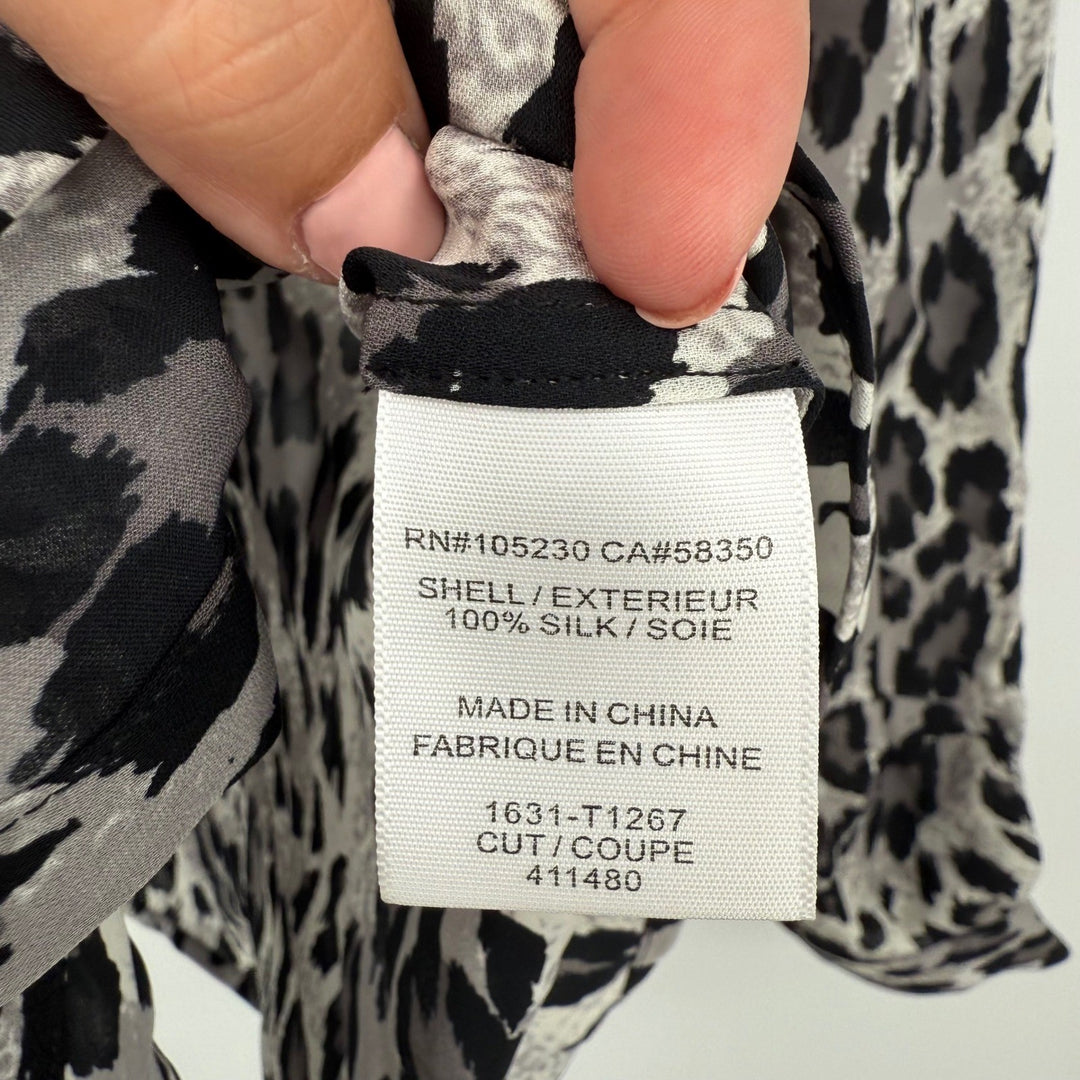 RN#105230 CA#58350
SHELL / EXTERIEUR
100% SILK / SOIE
MADE IN CHINA
FABRIQUE EN CHINE
1631-T1267
CUT / COUPE
411480